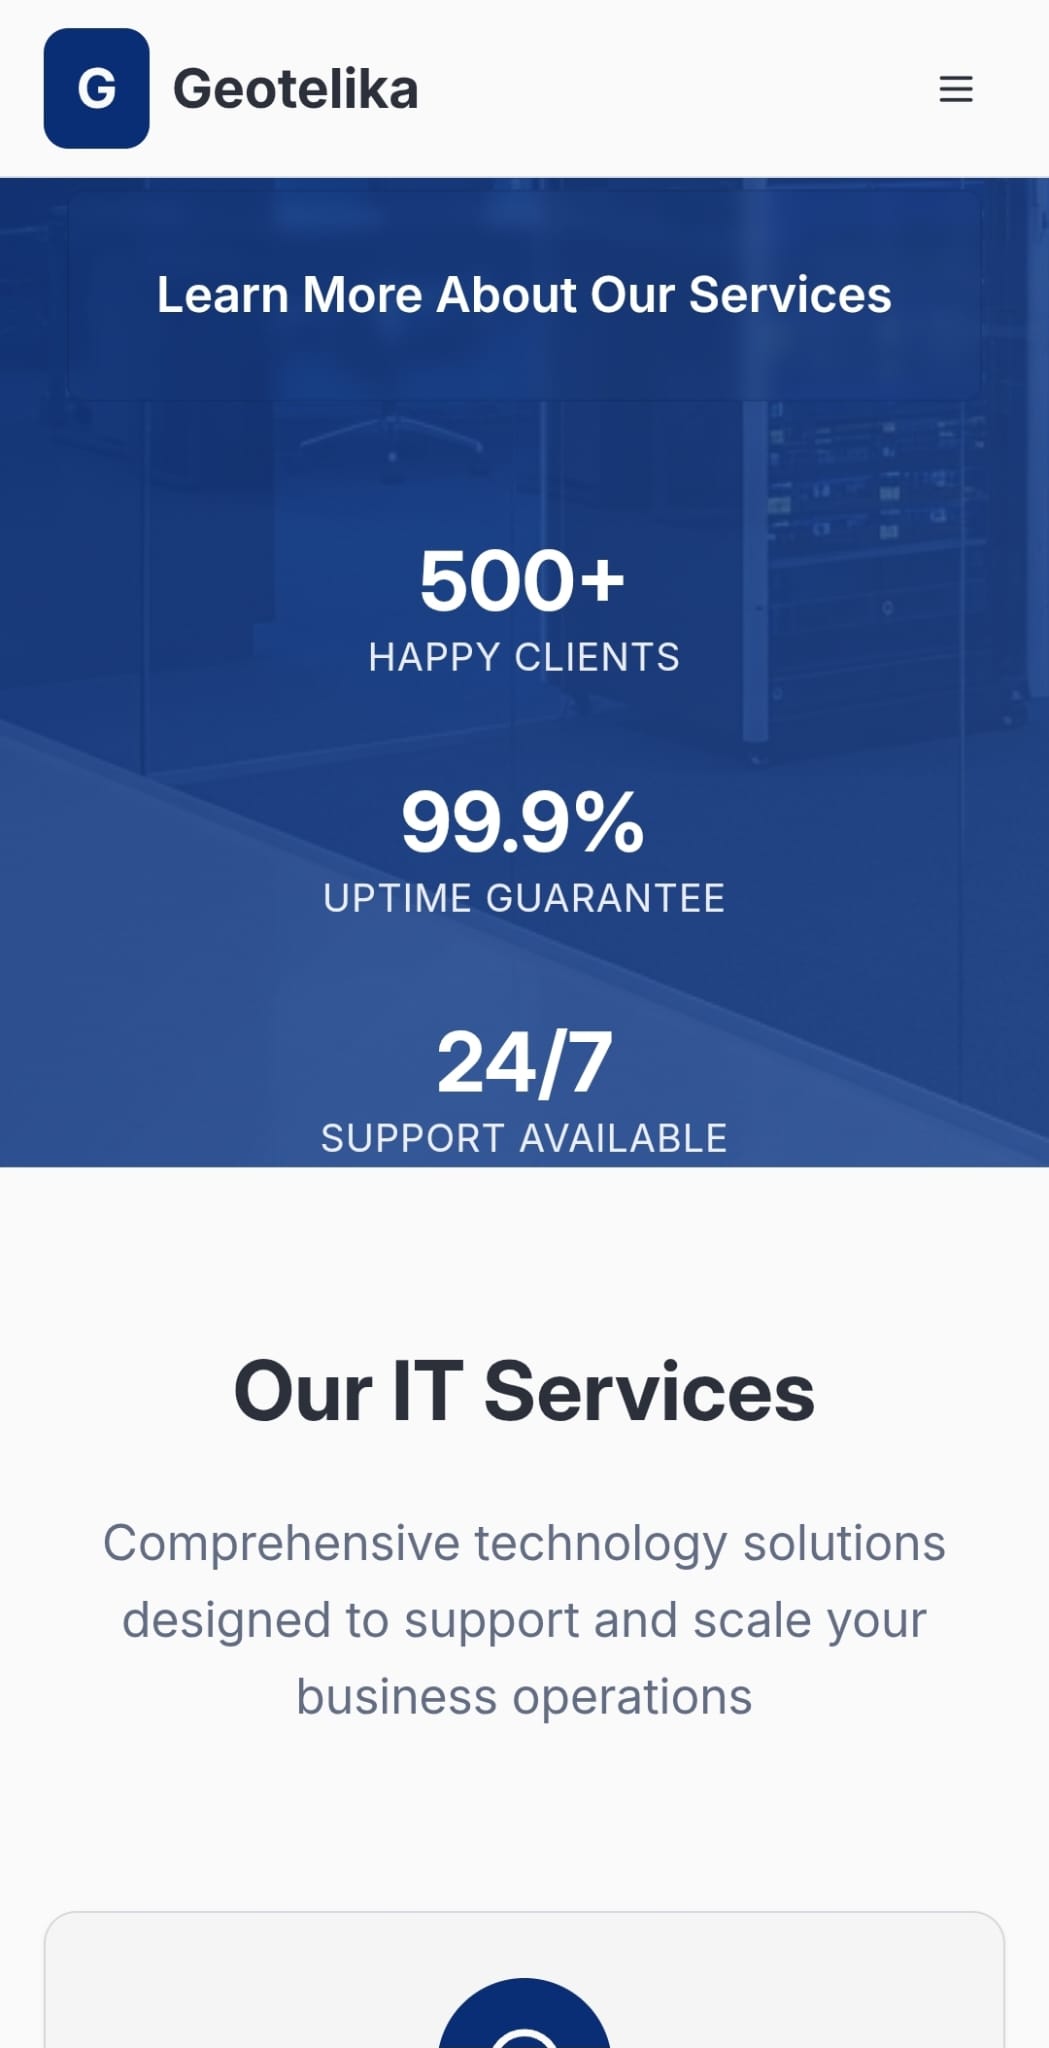 G
Geotelika
Learn More About Our Services
500+
HAPPY CLIENTS
99.9%
UPTIME GUARANTEE
24/7
SUPPORT AVAILABLE
Our IT Services
Comprehensive technology solutions
designed to support and scale your
business operations